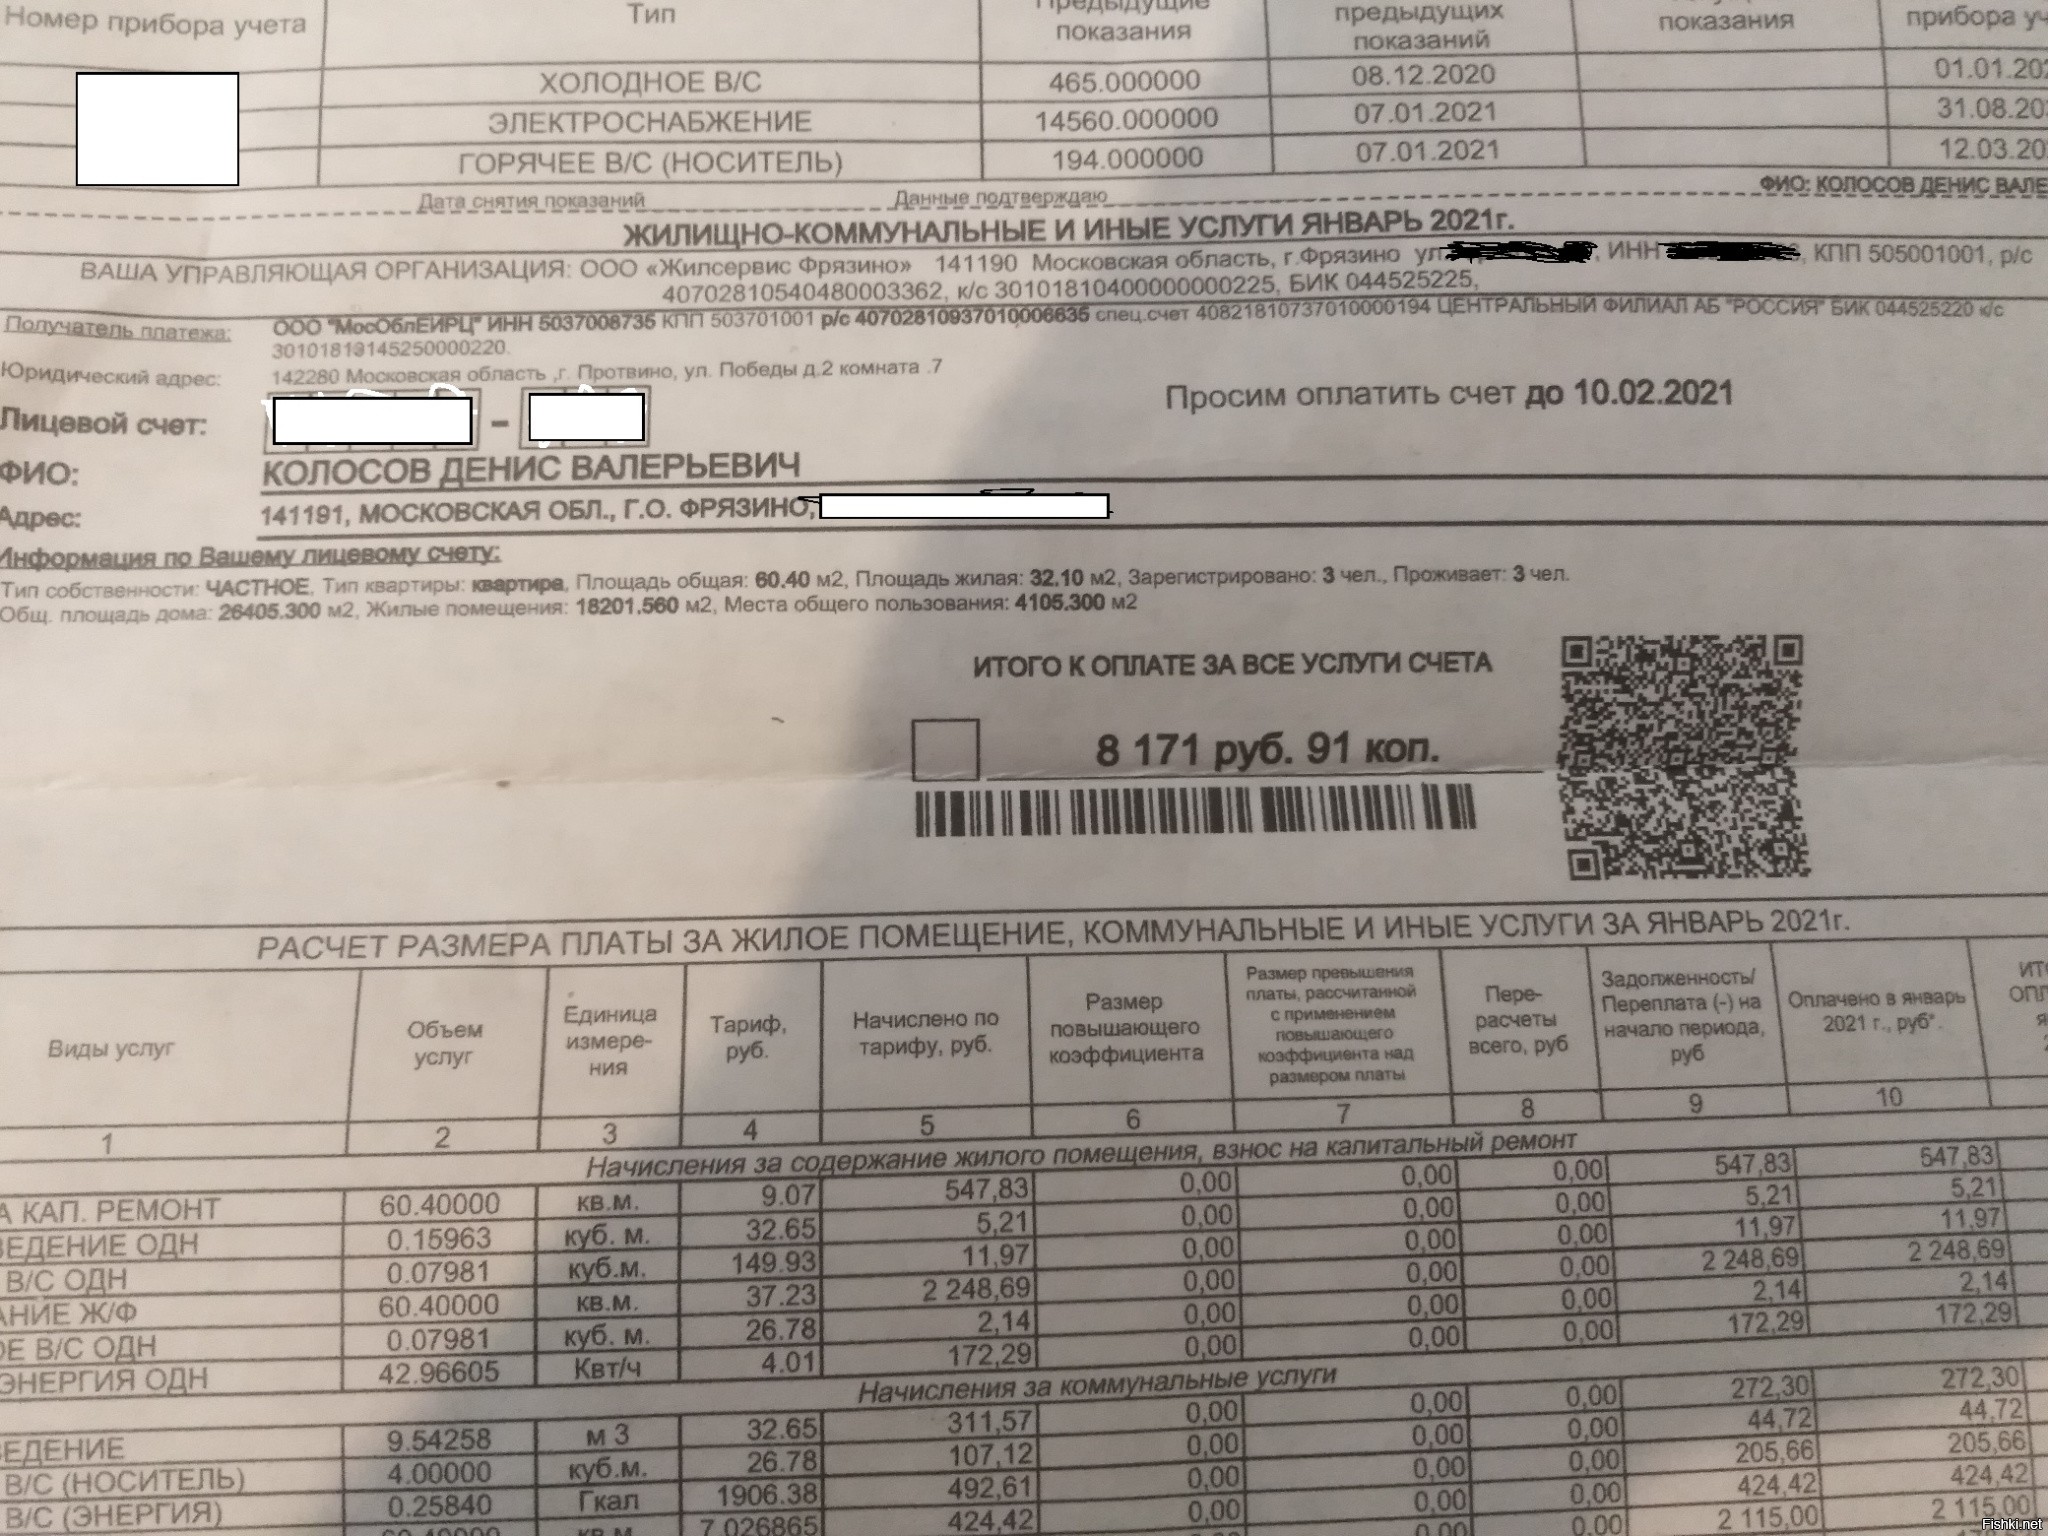 Номер прибора учета Тип Предыдущие показания предыдущих показаний показания прибора
ХОЛОДНОЕ В/С 465.000000 08.12.2020 01.01.20
ЭЛЕКТРОСНАБЖЕНИЕ 14560.000000 07.01.2021 31.08.20
ГОРЯЧЕЕ В/С (НОСИТЕЛЬ) 194.000000 07.01.2021 12.03.20
Дата снятия показаний Данные подтверждаю ФИО: КОЛОСОВ ДЕНИС ВАЛЕ
ЖИЛИЩНО-КОММУНАЛЬНЫЕ И ИНЫЕ УСЛУГИ ЯНВАРЬ 2021г.
ВАША УПРАВЛЯЮЩАЯ ОРГАНИЗАЦИЯ: ООО «Жилсервис Фрязино» 141190 Московская область, г.Фрязино ул , ИНН , КПП 505001001, р/с
40702810540480003362, к/с 30101810400000000225, БИК 044525225,
Получатель платежа: ООО "МосОблЕИРЦ" ИНН 5037008735 КПП 503701001 р/с 40702810937010006635 спец.счет 40821810737010000194 ЦЕНТРАЛЬНЫЙ ФИЛИАЛ АБ "РОССИЯ" БИК 044525220 к/с
30101810145250000220.
Юридический адрес: 142280 Московская область ,г. Протвино, ул. Победы д.2 комната .7
Лицевой счет: - Просим оплатить счет до 10.02.2021
ФИО: КОЛОСОВ ДЕНИС ВАЛЕРЬЕВИЧ
Адрес: 141191, МОСКОВСКАЯ ОБЛ., Г.О. ФРЯЗИНО,
Информация по Вашему лицевому счету:
Тип собственности: ЧАСТНОЕ, Тип квартиры: квартира, Площадь общая: 60.40 м2, Площадь жилая: 32.10 м2, Зарегистрировано: 3 чел., Проживает: 3 чел.
Общ. площадь дома: 26405.300 м2, Жилые помещения: 18201.560 м2, Места общего пользования: 4105.300 м2
ИТОГО К ОПЛАТЕ ЗА ВСЕ УСЛУГИ СЧЕТА
8 171 руб. 91 коп.
РАСЧЕТ РАЗМЕРА ПЛАТЫ ЗА ЖИЛОЕ ПОМЕЩЕНИЕ, КОММУНАЛЬНЫЕ И ИНЫЕ УСЛУГИ ЗА ЯНВАРЬ 2021г.
Виды услуг Объем услуг Единица измере-ния Тариф, руб. Начислено по тарифу, руб. Размер повышающего коэффициента Размер превышения платы, рассчитанной с применением повышающего коэффициента над размером платы Пере-расчеты всего, руб Задолженность/ Переплата (-) на начало периода, руб Оплачено в январь 2021 г., руб*.
1 2 3 4 5 6 7 8 9 10
Начисления за содержание жилого помещения, взнос на капитальный ремонт
А КАП. РЕМОНТ 60.40000 кв.м. 9.07 547,83 0,00 0,00 0,00 547,83 547,83
ВЕДЕНИЕ ОДН 0.15963 куб. м. 32.65 5,21 0,00 0,00 0,00 5,21 5,21
В/С ОДН 0.07981 куб.м. 149.93 11,97 0,00 0,00 0,00 11,97 11,97
АНИЕ Ж/Ф 60.40000 кв.м. 37.23 2 248,69 0,00 0,00 0,00 2 248,69 2 248,69
ОЕ В/С ОДН 0.07981 куб. м. 26.78 2,14 0,00 0,00 0,00 2,14 2,14
ЭНЕРГИЯ ОДН 42.96605 Квт/ч 4.01 172,29 0,00 0,00 0,00 172,29 172,29
Начисления за коммунальные услуги
ВЕДЕНИЕ 9.54258 м 3 32.65 311,57 0,00 0,00 0,00 272,30 272,30
В/С (НОСИТЕЛЬ) 4.00000 куб.м. 26.78 107,12 0,00 0,00 0,00 44,72 44,72
В/С (ЭНЕРГИЯ) 0.25840 Гкал 1906.38 492,61 0,00 0,00 0,00 205,66 205,66
кв.м 7.026865 424,42 0,00 0,00 0,00 424,42 424,42
0,00 0,00 0,00 2 115,00 2 115,00
Fishki.net